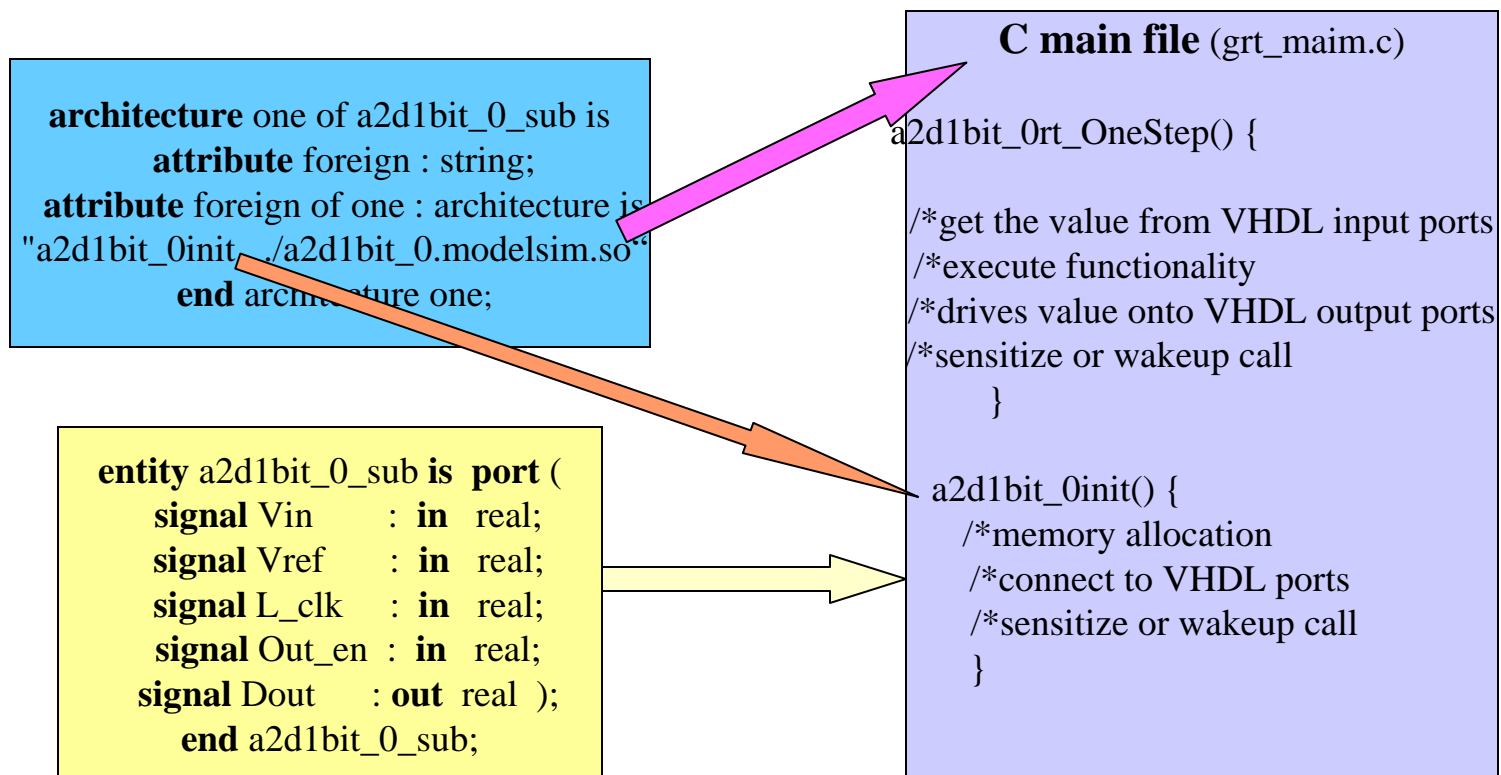 architecture one of a2d1bit_0_sub is
attribute foreign : string;
attribute foreign of one : architecture is
"a2d1bit_0init ./a2d1bit_0.modelsim.so“
end architecture one;
entity a2d1bit_0_sub is port (
signal Vin : in real;
signal Vref : in real;
signal L_clk : in real;
signal Out_en : in real;
signal Dout : out real );
end a2d1bit_0_sub;
C main file (grt_maim.c)
a2d1bit_0rt_OneStep() {
/*get the value from VHDL input ports
/*execute functionality
/*drives value onto VHDL output ports
/*sensitize or wakeup call
}
a2d1bit_0init() {
/*memory allocation
/*connect to VHDL ports
/*sensitize or wakeup call
}